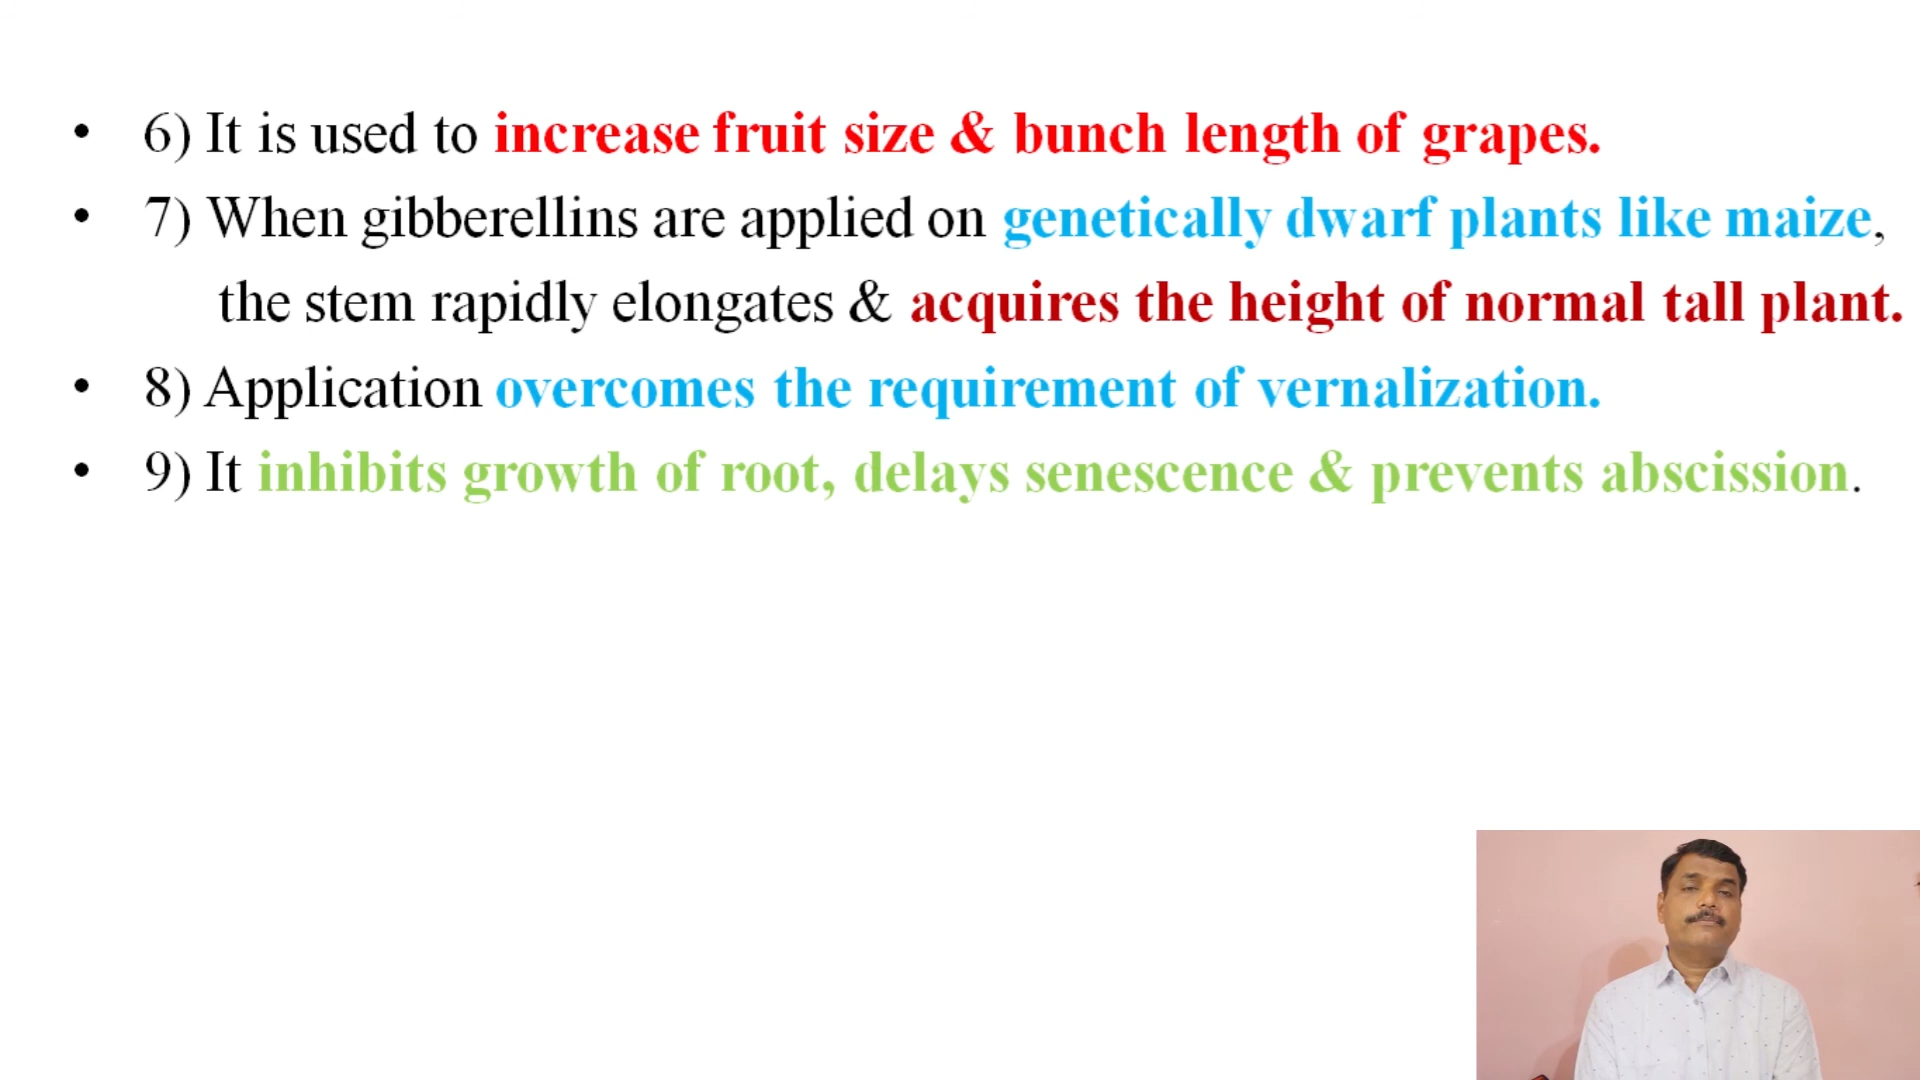 • 6) It is used to increase fruit size & bunch length of grapes.
• 7) When gibberellins are applied on genetically dwarf plants like maize,
the stem rapidly elongates & acquires the height of normal tall plant.
• 8) Application overcomes the requirement of vernalization.
• 9) It inhibits growth of root, delays senescence & prevents abscission.